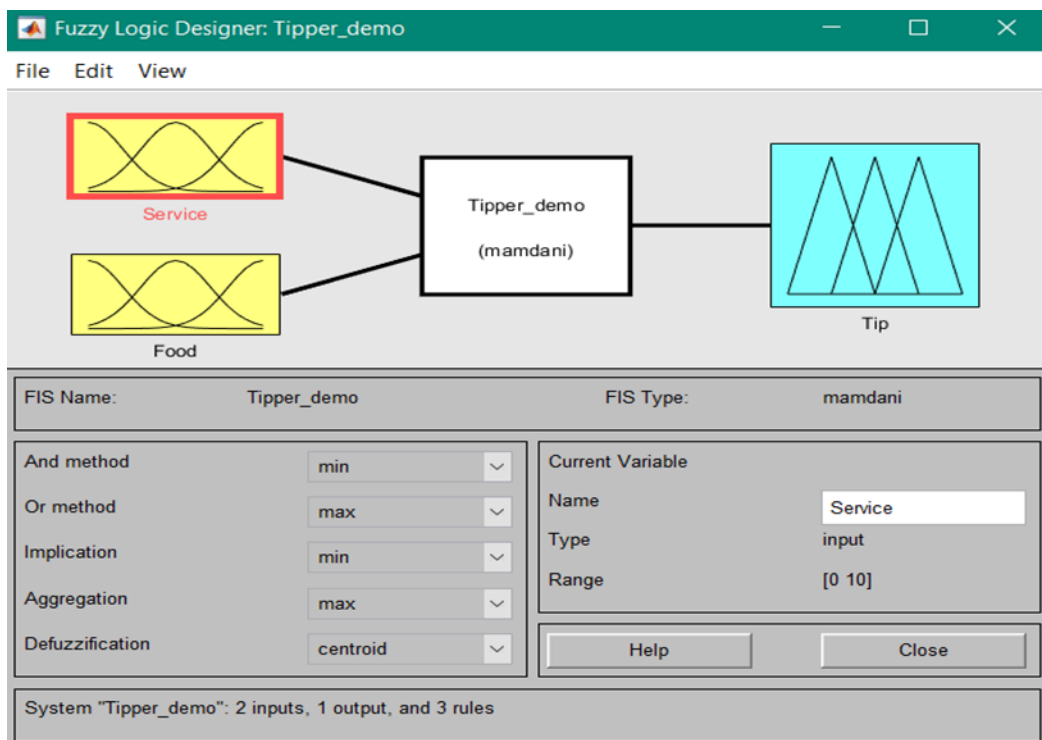 Fuzzy Logic Designer: Tipper_demo
File Edit View
Service
Food
Tipper_demo
(mamdani)
Tip
FIS Name: Tipper_demo FIS Type: mamdani
And method min
Or method max
Implication min
Aggregation max
Defuzzification centroid
Current Variable
Name Service
Type input
Range [0 10]
Help Close
System "Tipper_demo": 2 inputs, 1 output, and 3 rules